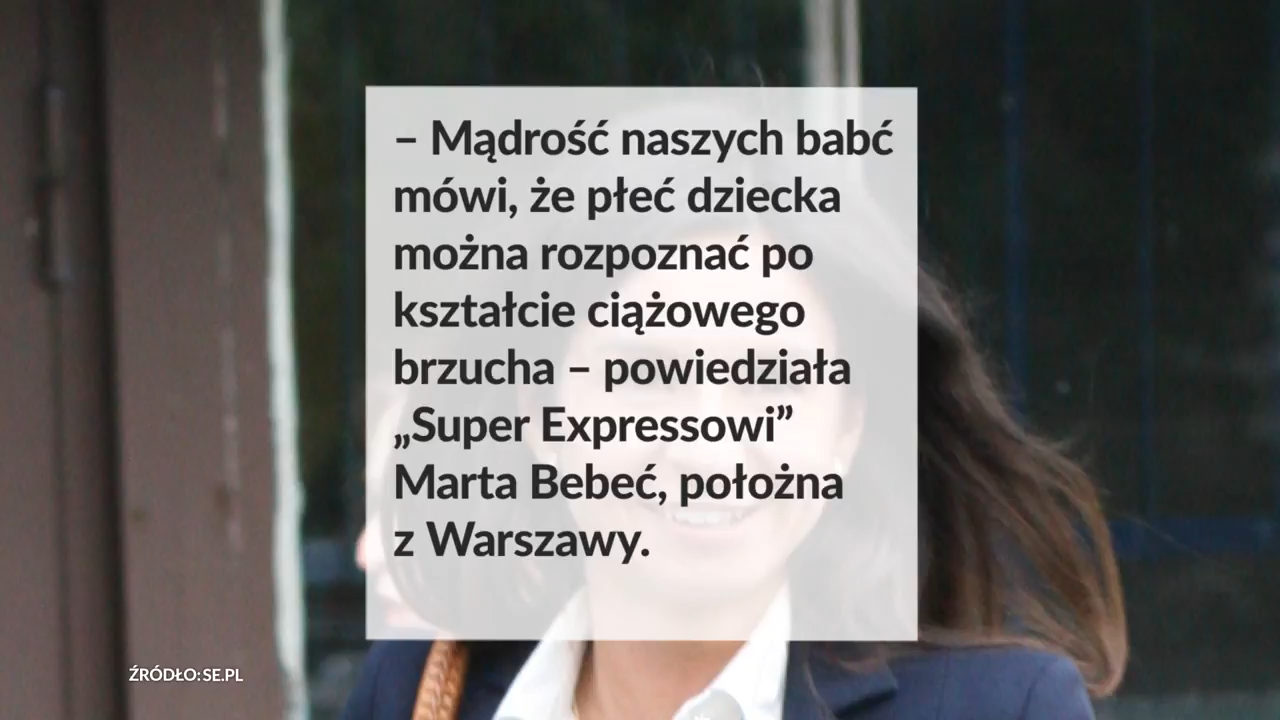 – Mądrość naszych babć
mówi, że płeć dziecka
można rozpoznać po
kształcie ciążowego
brzucha – powiedziała
„Super Expressowi”
Marta Bebeć, położna
z Warszawy.
ŹRÓDŁO: SE.PL